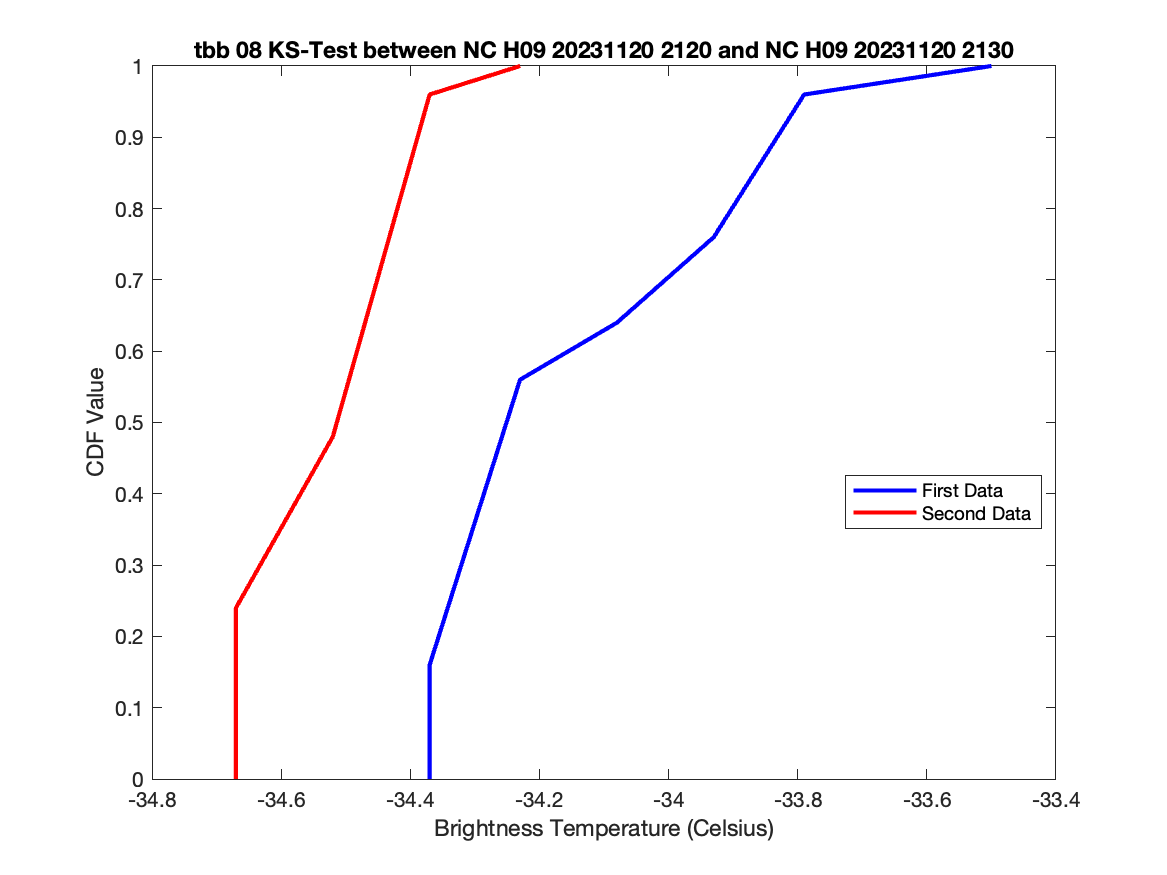 tbb 08 KS-Test between NC H09 20231120 2120 and NC H09 20231120 2130
1
0.9
0.8
0.7
0.6
0.5
0.4
0.3
0.2
0.1
0
CDF Value
First Data
Second Data
-34.8 -34.6 -34.4 -34.2 -34 -33.8 -33.6 -33.4
Brightness Temperature (Celsius)